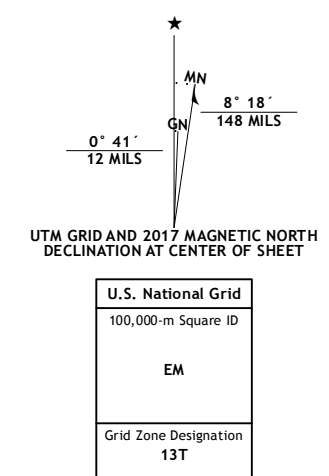 ★
MN
8° 18´
148 MILS
GN
0° 41´
12 MILS
UTM GRID AND 2017 MAGNETIC NORTH
DECLINATION AT CENTER OF SHEET
U.S. National Grid
100,000-m Square ID
EM
Grid Zone Designation
13T